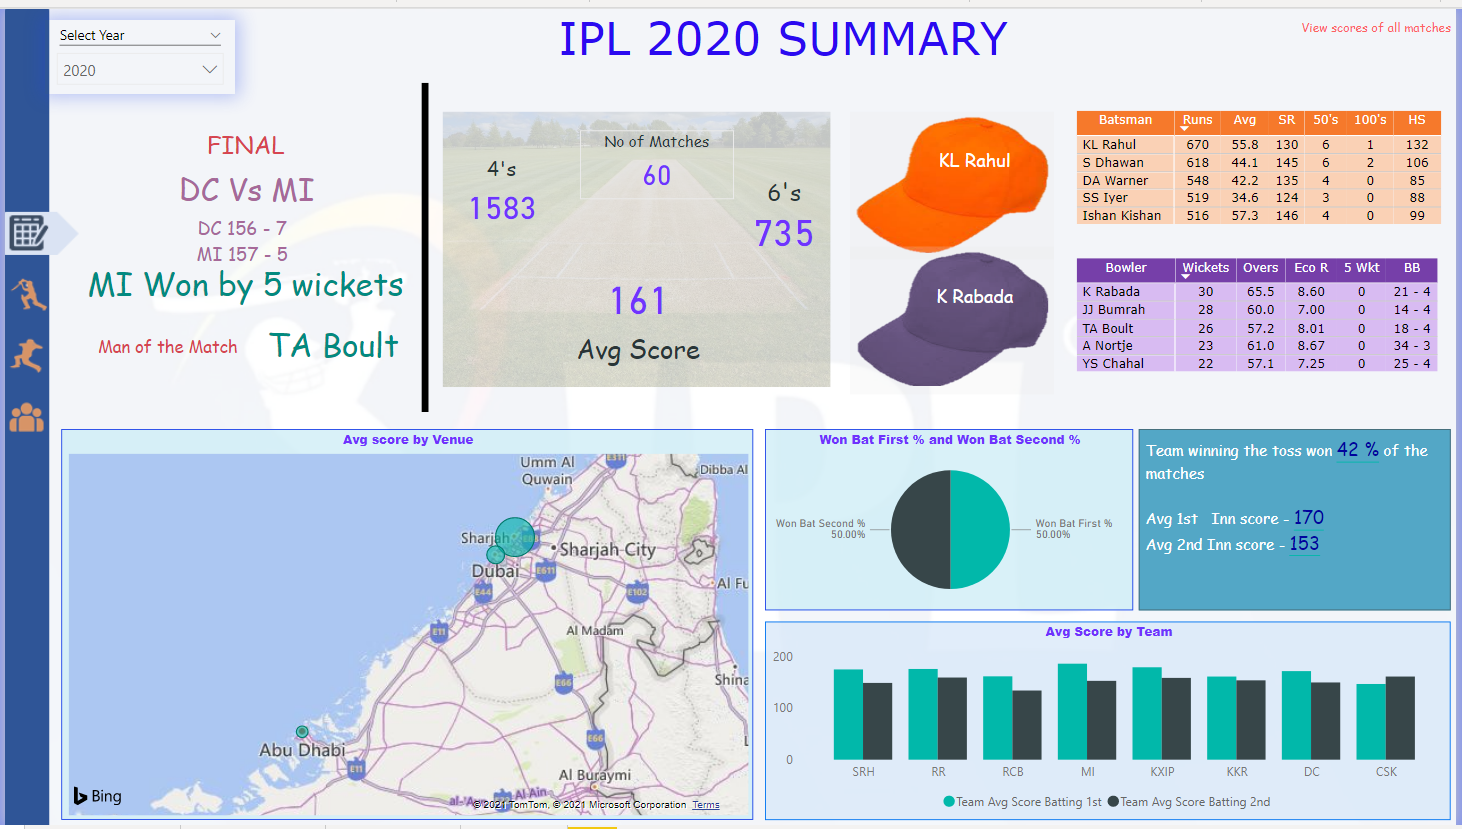 IPL 2020 SUMMARY
View scores of all matches
Select Year
2020
FINAL
DC Vs MI
DC 156 - 7
MI 157 - 5
MI Won by 5 wickets
Man of the Match TA Boult
No of Matches
60
4's
1583
6's
735
161
Avg Score
KL Rahul
K Rabada
Batsman Runs Avg SR 50's 100's HS
KL Rahul 670 55.8 130 6 1 132
S Dhawan 618 44.1 145 6 2 106
DA Warner 548 42.2 135 4 0 85
SS Iyer 519 34.6 124 3 0 88
Ishan Kishan 516 57.3 146 4 0 99
Bowler Wickets Overs Eco R 5 Wkt BB
K Rabada 30 65.5 8.60 0 21 - 4
JJ Bumrah 28 60.0 7.00 0 14 - 4
TA Boult 26 57.2 8.01 0 18 - 4
A Nortje 23 61.0 8.67 0 34 - 3
YS Chahal 22 57.1 7.25 0 25 - 4
Avg score by Venue
E311
Umm Al
Quwain
Dibba Al
Sharjah
Sharjah City
Dubai
E611
E44
E102
Al Fu
E11
Al Madam
E66
Shina
Abu Dhabi
E11
E66
Al Buraymi
Al Ain
Bing
© 2021 TomTom, © 2021 Microsoft Corporation Terms
Won Bat First % and Won Bat Second %
Won Bat Second %
50.00%
Won Bat First %
50.00%
Team winning the toss won 42 % of the
matches
Avg 1st Inn score - 170
Avg 2nd Inn score - 153
Avg Score by Team
200
100
0
SRH RR RCB MI KXIP KKR DC CSK
Team Avg Score Batting 1st Team Avg Score Batting 2nd